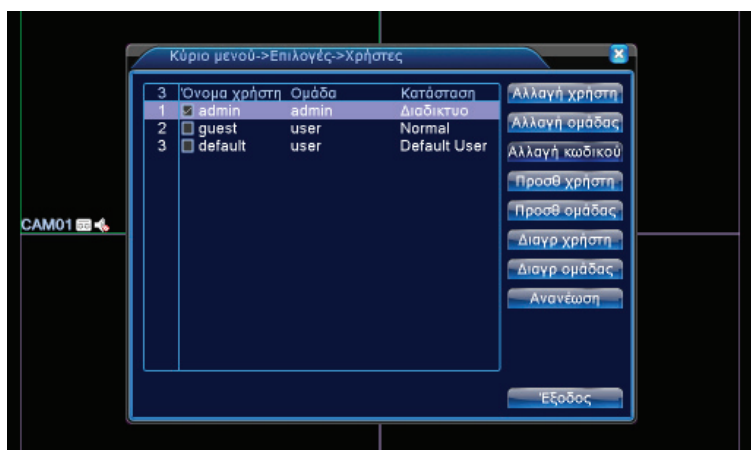 Κύριο μενού->Επιλογές->Χρήστες
3 Όνομα χρήστη Ομάδα Κατάσταση
1 admin admin Διαδικτυο
2 guest user Normal
3 default user Default User
Αλλαγή χρήστη
Αλλαγή ομάδας
Αλλαγή κωδικού
Προσθ χρήστη
Προσθ ομάδας
Διαγρ χρήστη
Διαγρ ομάδας
Ανανέωση
Έξοδος
CAM01